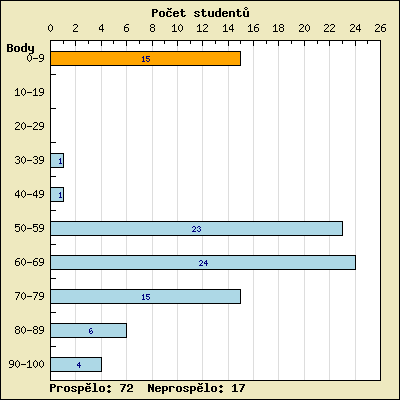 Počet studentů
0 2 4 6 8 10 12 14 16 18 20 22 24 26
Body
0-9 15
10-19
20-29
30-39 1
40-49 1
50-59 23
60-69 24
70-79 15
80-89 6
90-100 4
Prospělo: 72 Neprospělo: 17